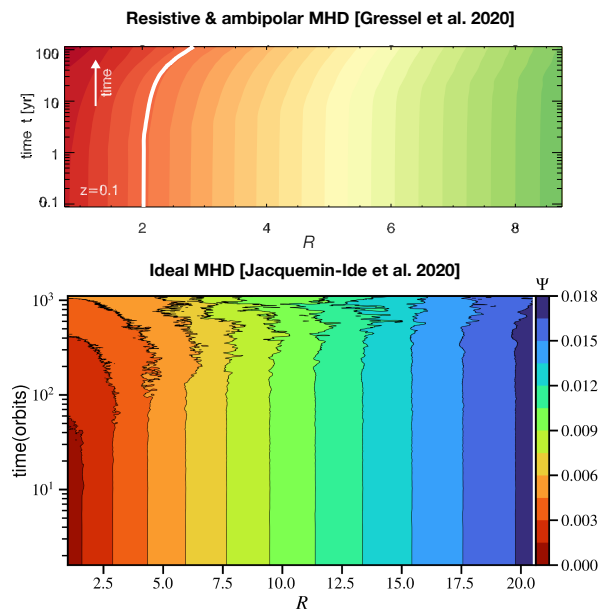 Resistive & ambipolar MHD [Gressel et al. 2020]
time t [yr]
100
10
1
0.1
time
z=0.1
2
4
6
8
R
Ideal MHD [Jacquemin-Ide et al. 2020]
Ψ
time(orbits)
10³
10²
10¹
0.018
0.015
0.012
0.009
0.006
0.003
0.000
2.5
5.0
7.5
10.0
12.5
15.0
17.5
20.0
R